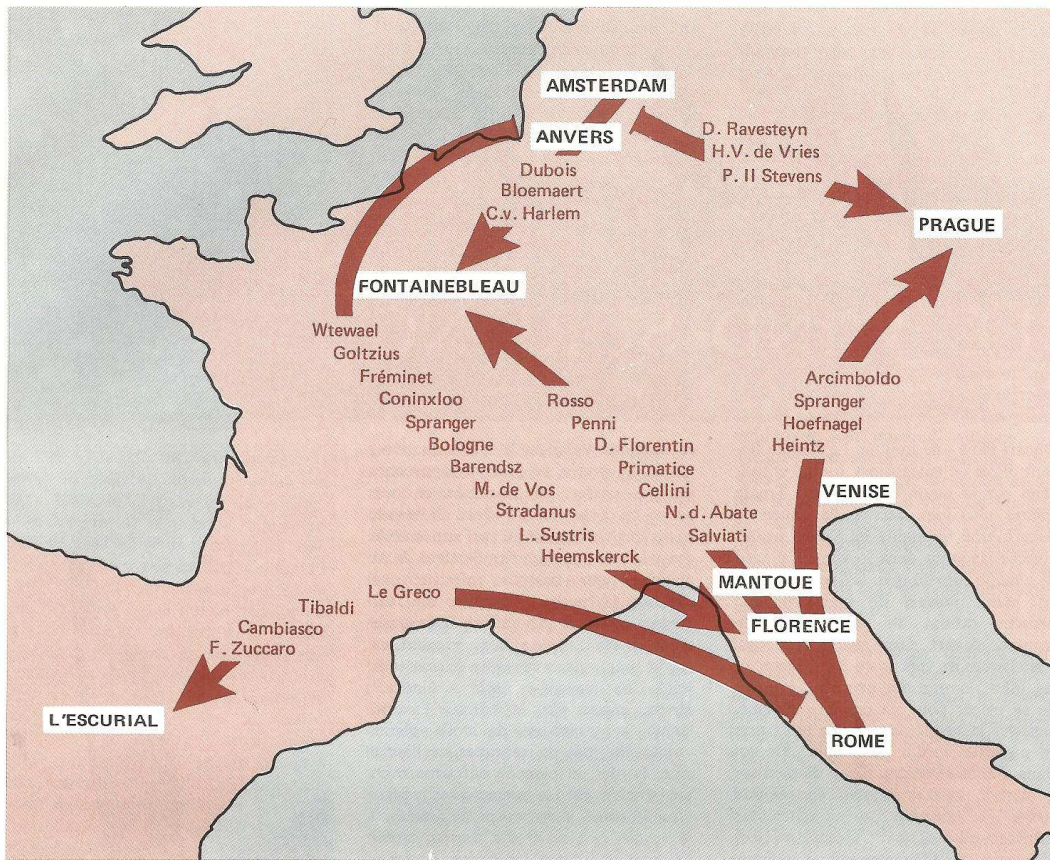 AMSTERDAM
ANVERS
Dubois
Bloemaert
C.v. Harlem
D. Ravesteyn
H.V. de Vries
P. II Stevens
PRAGUE
FONTAINEBLEAU
Wtewael
Goltzius
Fréminet
Coninxloo
Spranger
Bologne
Barendsz
M. de Vos
Stradanus
L. Sustris
Heemskerck
Rosso
Penni
D. Florentin
Primatice
Cellini
N. d. Abate
Salviati
Arcimboldo
Spranger
Hoefnagel
Heintz
VENISE
MANTOUE
FLORENCE
Le Greco
Tibaldi
Cambiasco
F. Zuccaro
L'ESCURIAL
ROME